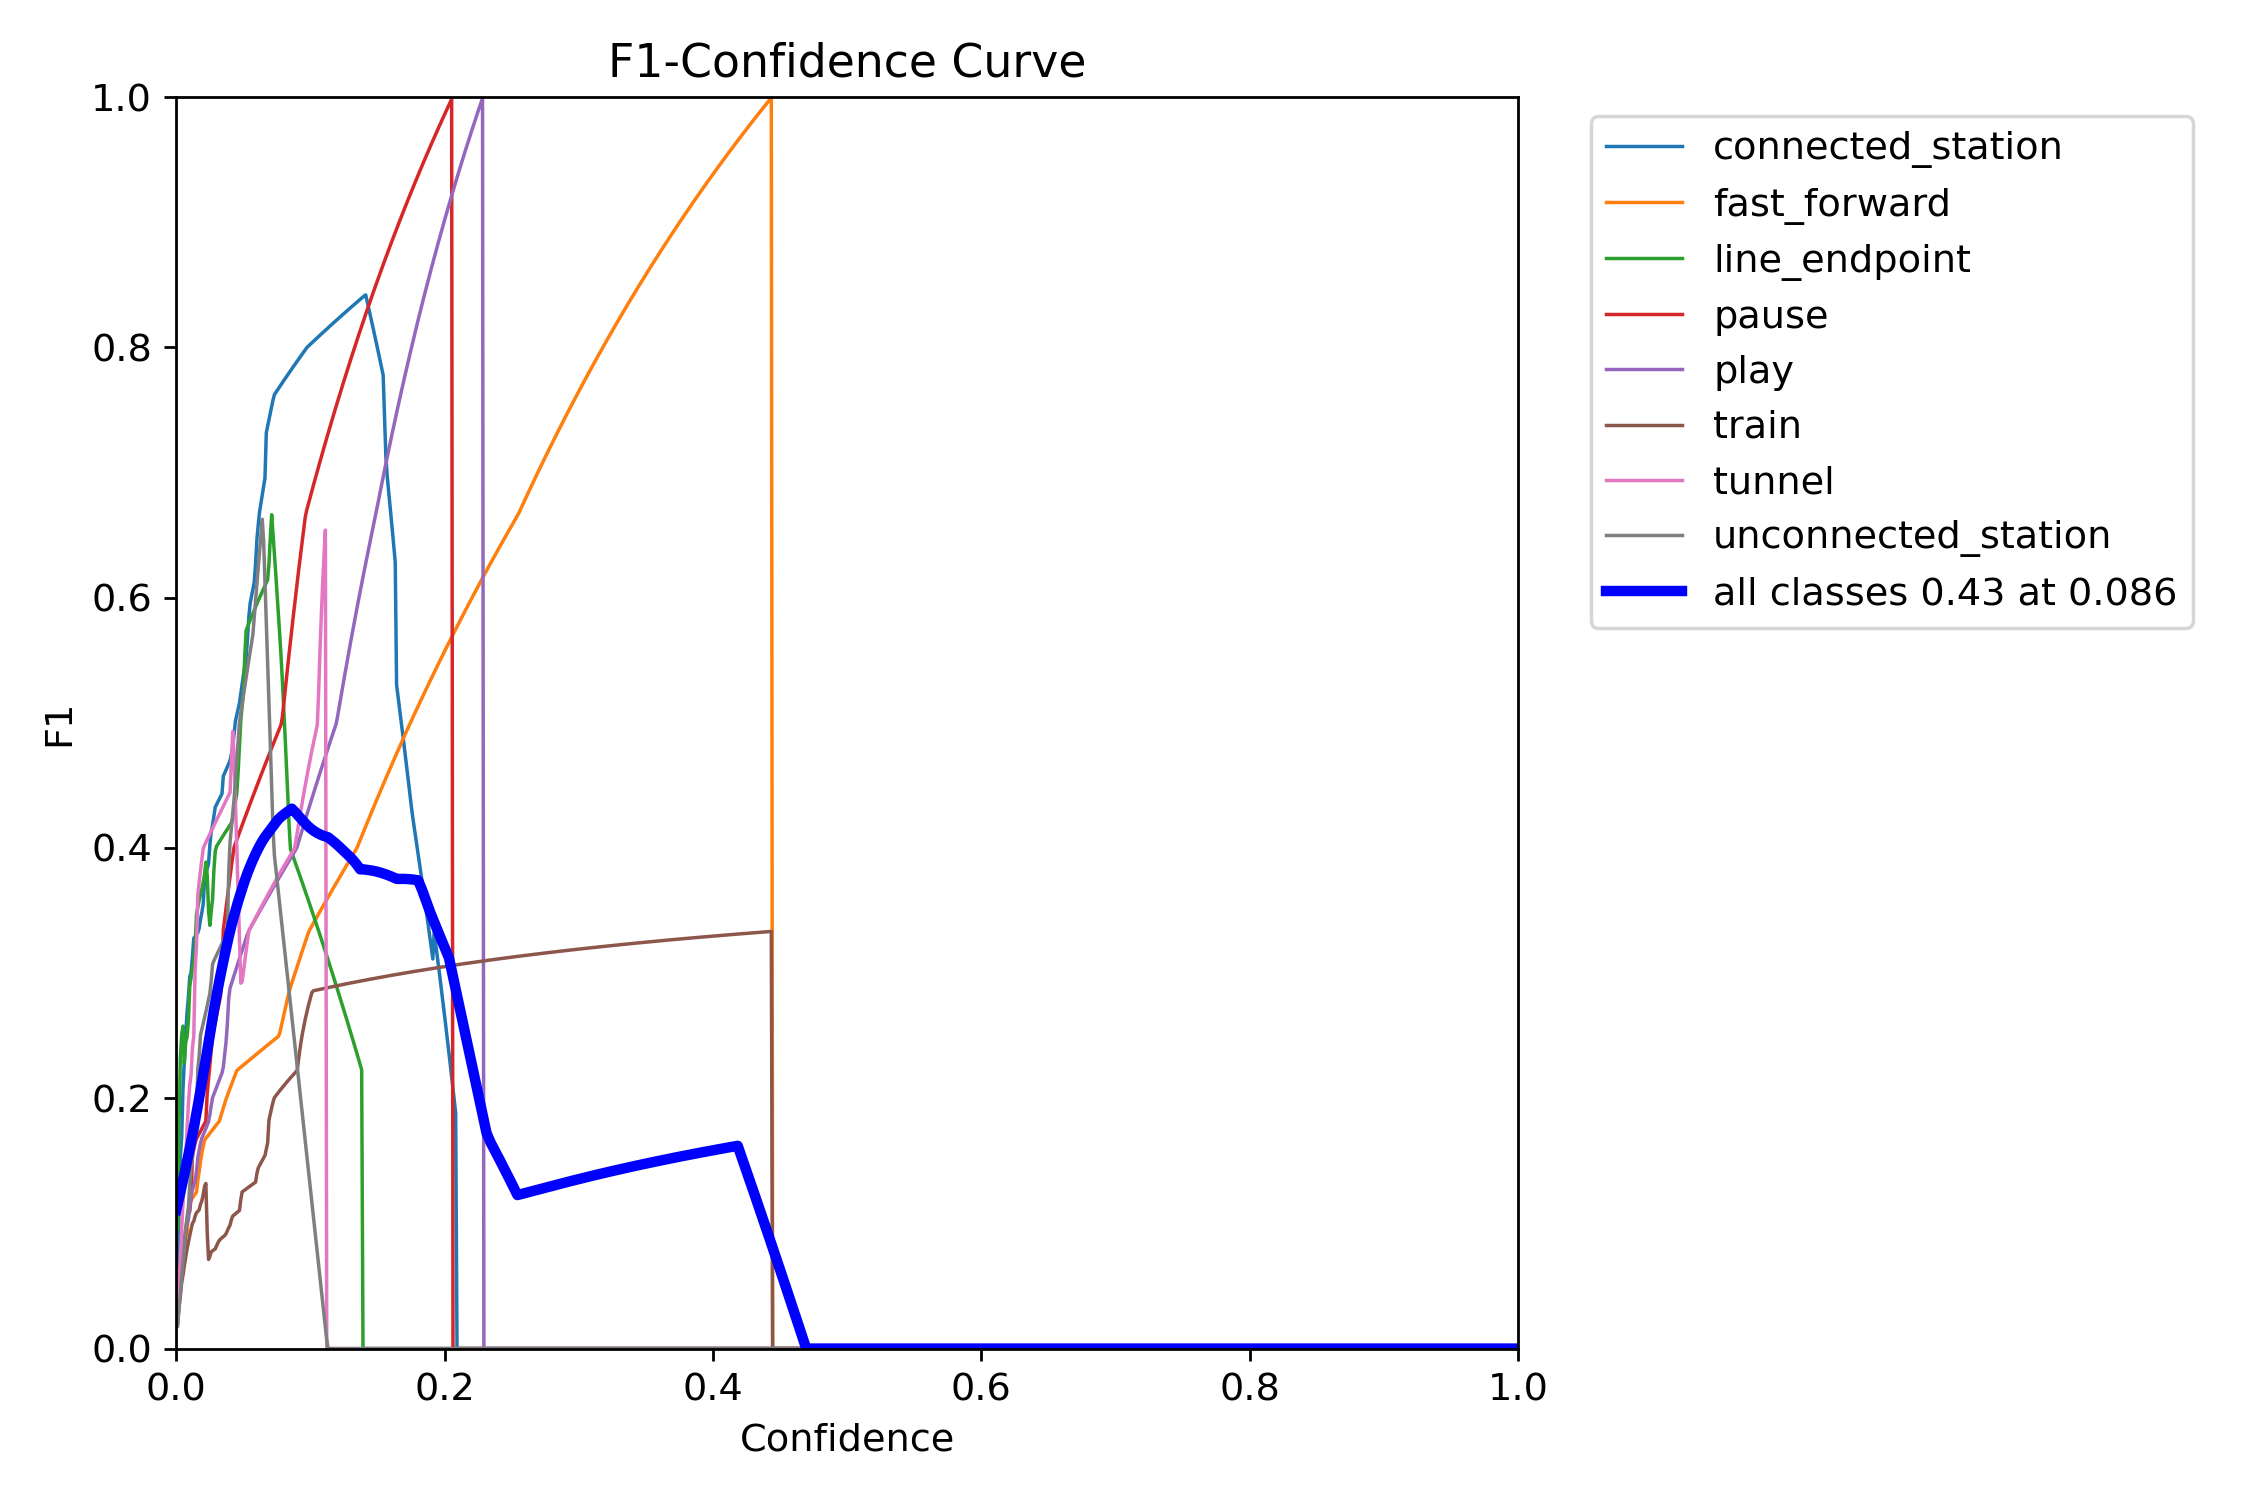 F1-Confidence Curve
1.0
0.8
0.6
0.4
0.2
0.0
F1
0.0 0.2 0.4 0.6 0.8 1.0
Confidence
connected_station
fast_forward
line_endpoint
pause
play
train
tunnel
unconnected_station
all classes 0.43 at 0.086